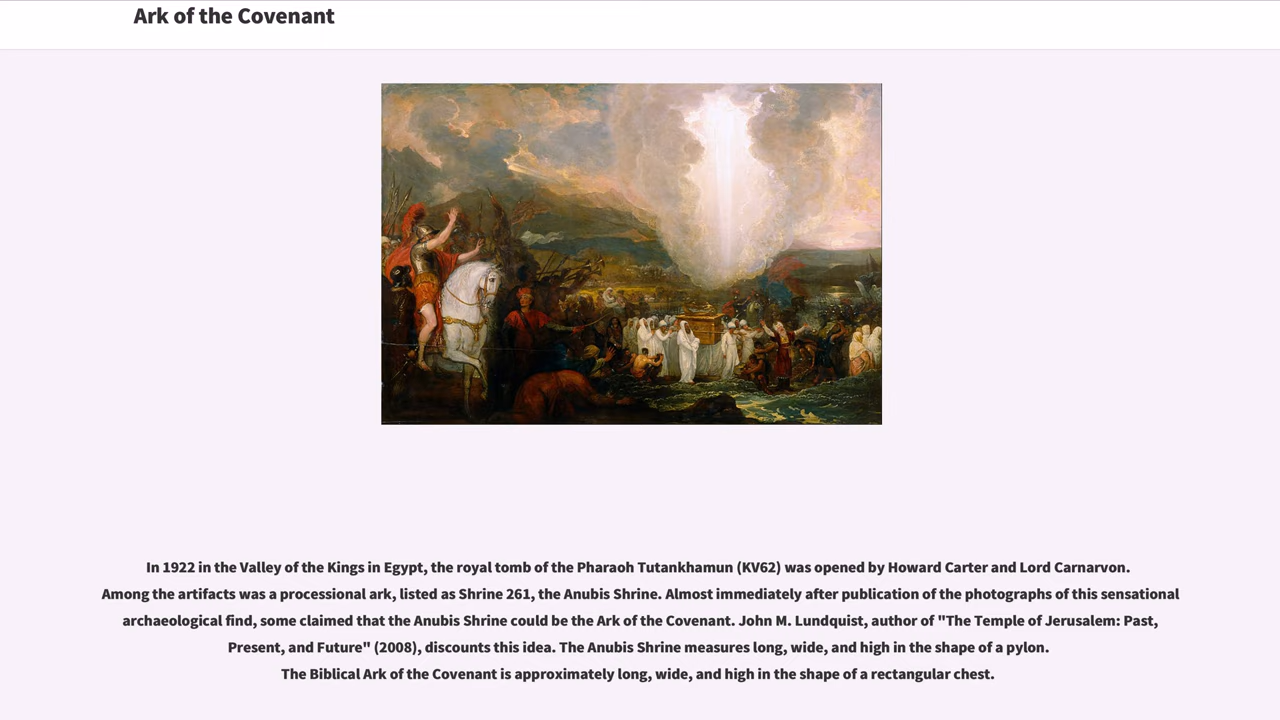 Ark of the Covenant
In 1922 in the Valley of the Kings in Egypt, the royal tomb of the Pharaoh Tutankhamun (KV62) was opened by Howard Carter and Lord Carnarvon.
Among the artifacts was a processional ark, listed as Shrine 261, the Anubis Shrine. Almost immediately after publication of the photographs of this sensational
archaeological find, some claimed that the Anubis Shrine could be the Ark of the Covenant. John M. Lundquist, author of "The Temple of Jerusalem: Past,
Present, and Future" (2008), discounts this idea. The Anubis Shrine measures long, wide, and high in the shape of a pylon.
The Biblical Ark of the Covenant is approximately long, wide, and high in the shape of a rectangular chest.